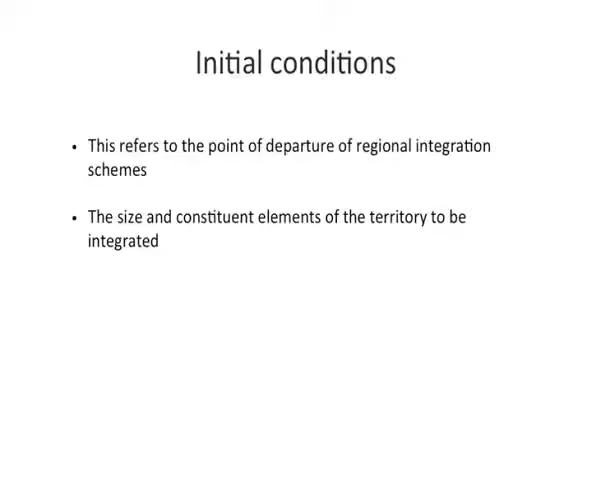 Initial conditions
• This refers to the point of departure of regional integration
schemes
• The size and constituent elements of the territory to be
integrated